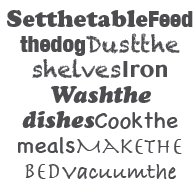 SetthetableFeed
thedogDustthe
shelvesIron
Washthe
dishesCookthe
mealsMAKETHE
BEDVacuumthe